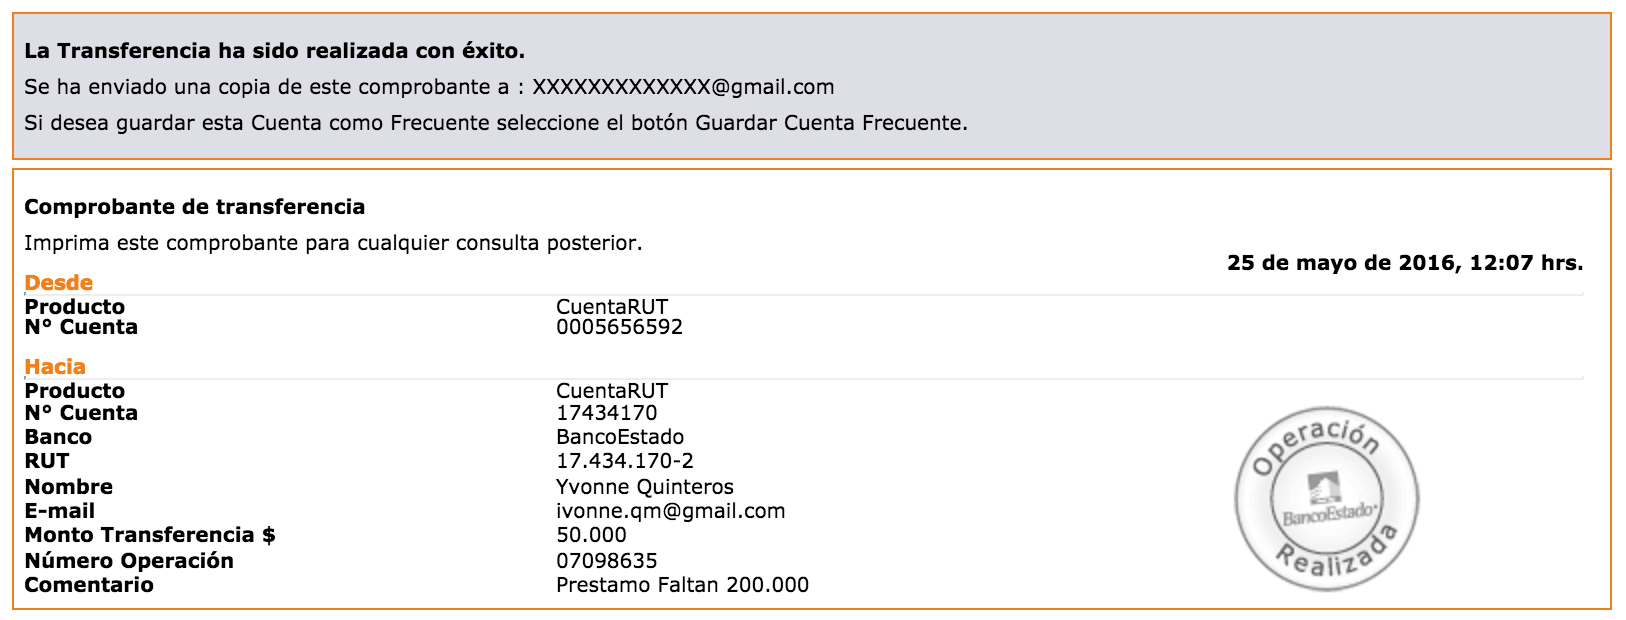 La Transferencia ha sido realizada con éxito.
Se ha enviado una copia de este comprobante a : XXXXXXXXXXXXX@gmail.com
Si desea guardar esta Cuenta como Frecuente seleccione el botón Guardar Cuenta Frecuente.
Comprobante de transferencia
Imprima este comprobante para cualquier consulta posterior.
25 de mayo de 2016, 12:07 hrs.
Desde
Producto CuentaRUT
N° Cuenta 0005656592
Hacia
Producto CuentaRUT
N° Cuenta 17434170
Banco BancoEstado
RUT 17.434.170-2
Nombre Yvonne Quinteros
E-mail ivonne.qm@gmail.com
Monto Transferencia $ 50.000
Número Operación 07098635
Comentario Prestamo Faltan 200.000
Operación
BancoEstado
Realizada